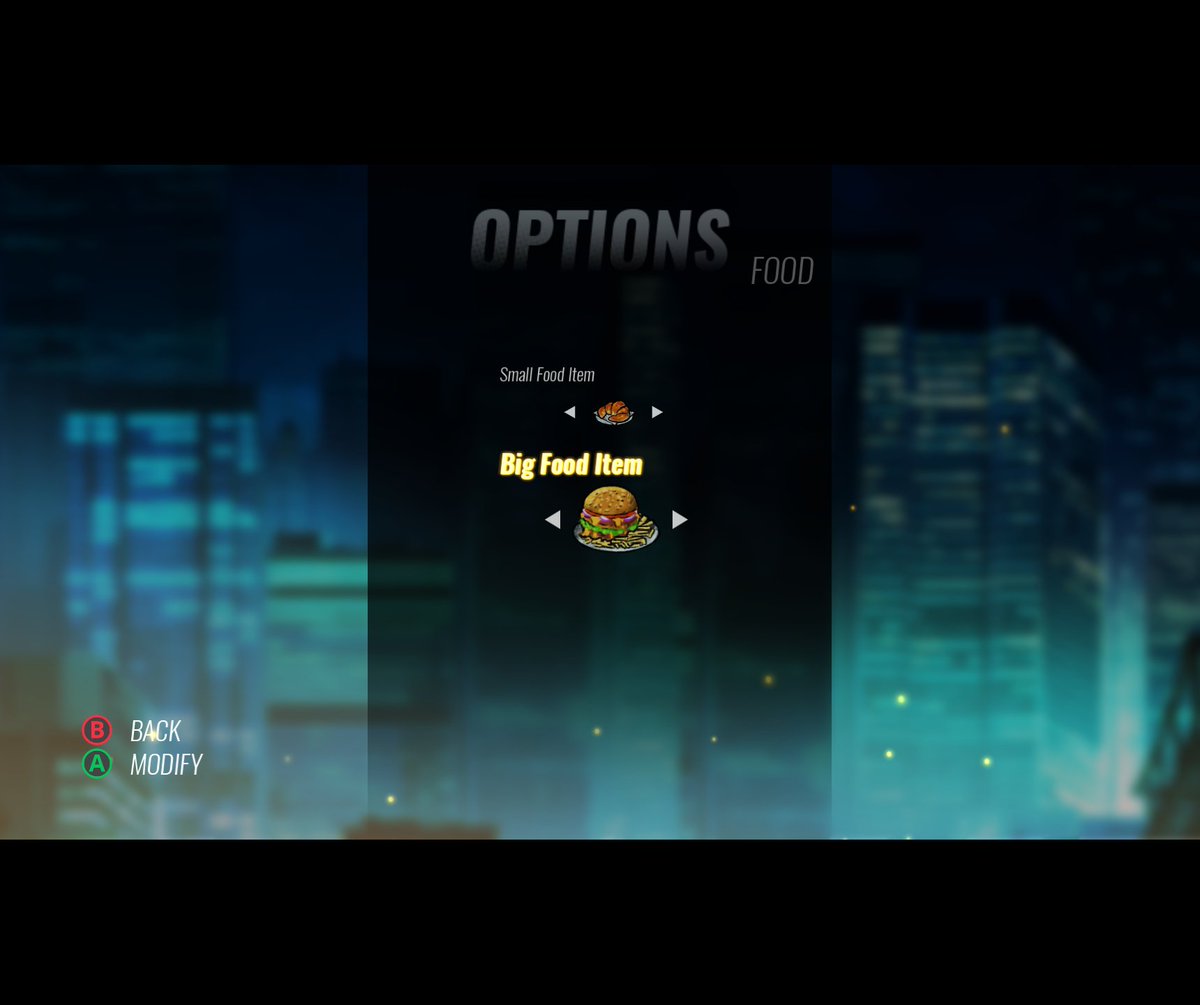 OPTIONS
FOOD
Small Food Item
Big Food Item
B BACK
A MODIFY